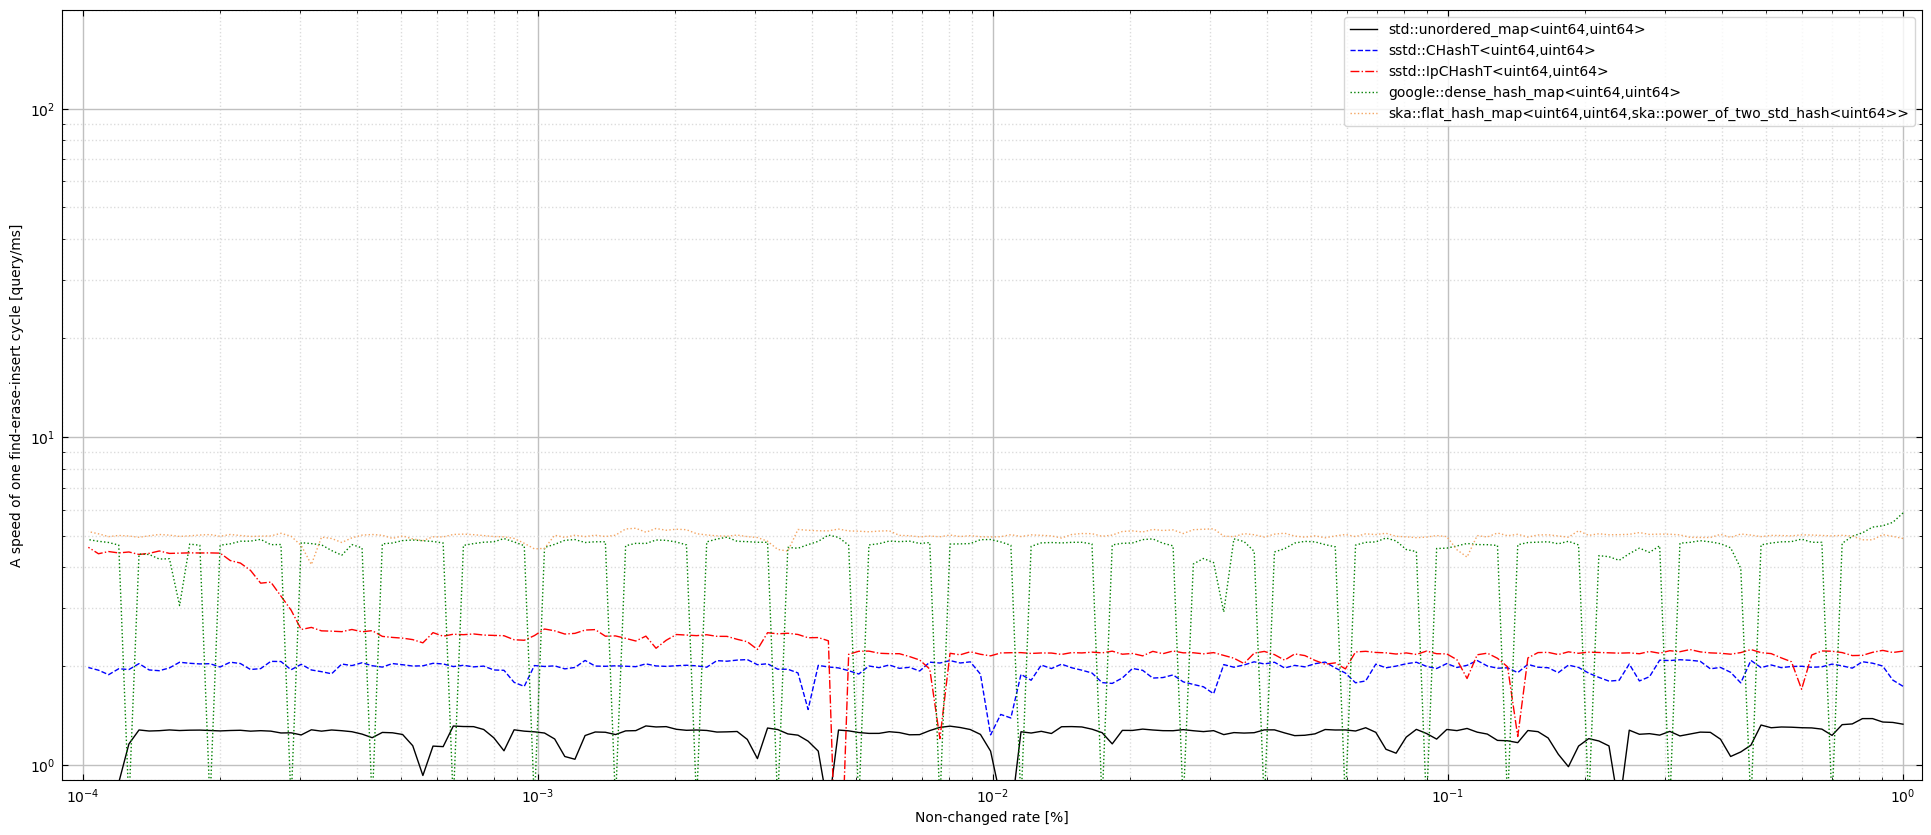 std::unordered_map<uint64,uint64>
sstd::CHashT<uint64,uint64>
sstd::IpCHashT<uint64,uint64>
google::dense_hash_map<uint64,uint64>
ska::flat_hash_map<uint64,uint64,ska::power_of_two_std_hash<uint64>>
A speed of one find-erase-insert cycle [query/ms]
10²
10¹
10⁰
10⁻⁴ 10⁻³ 10⁻² 10⁻¹ 10⁰
Non-changed rate [%]